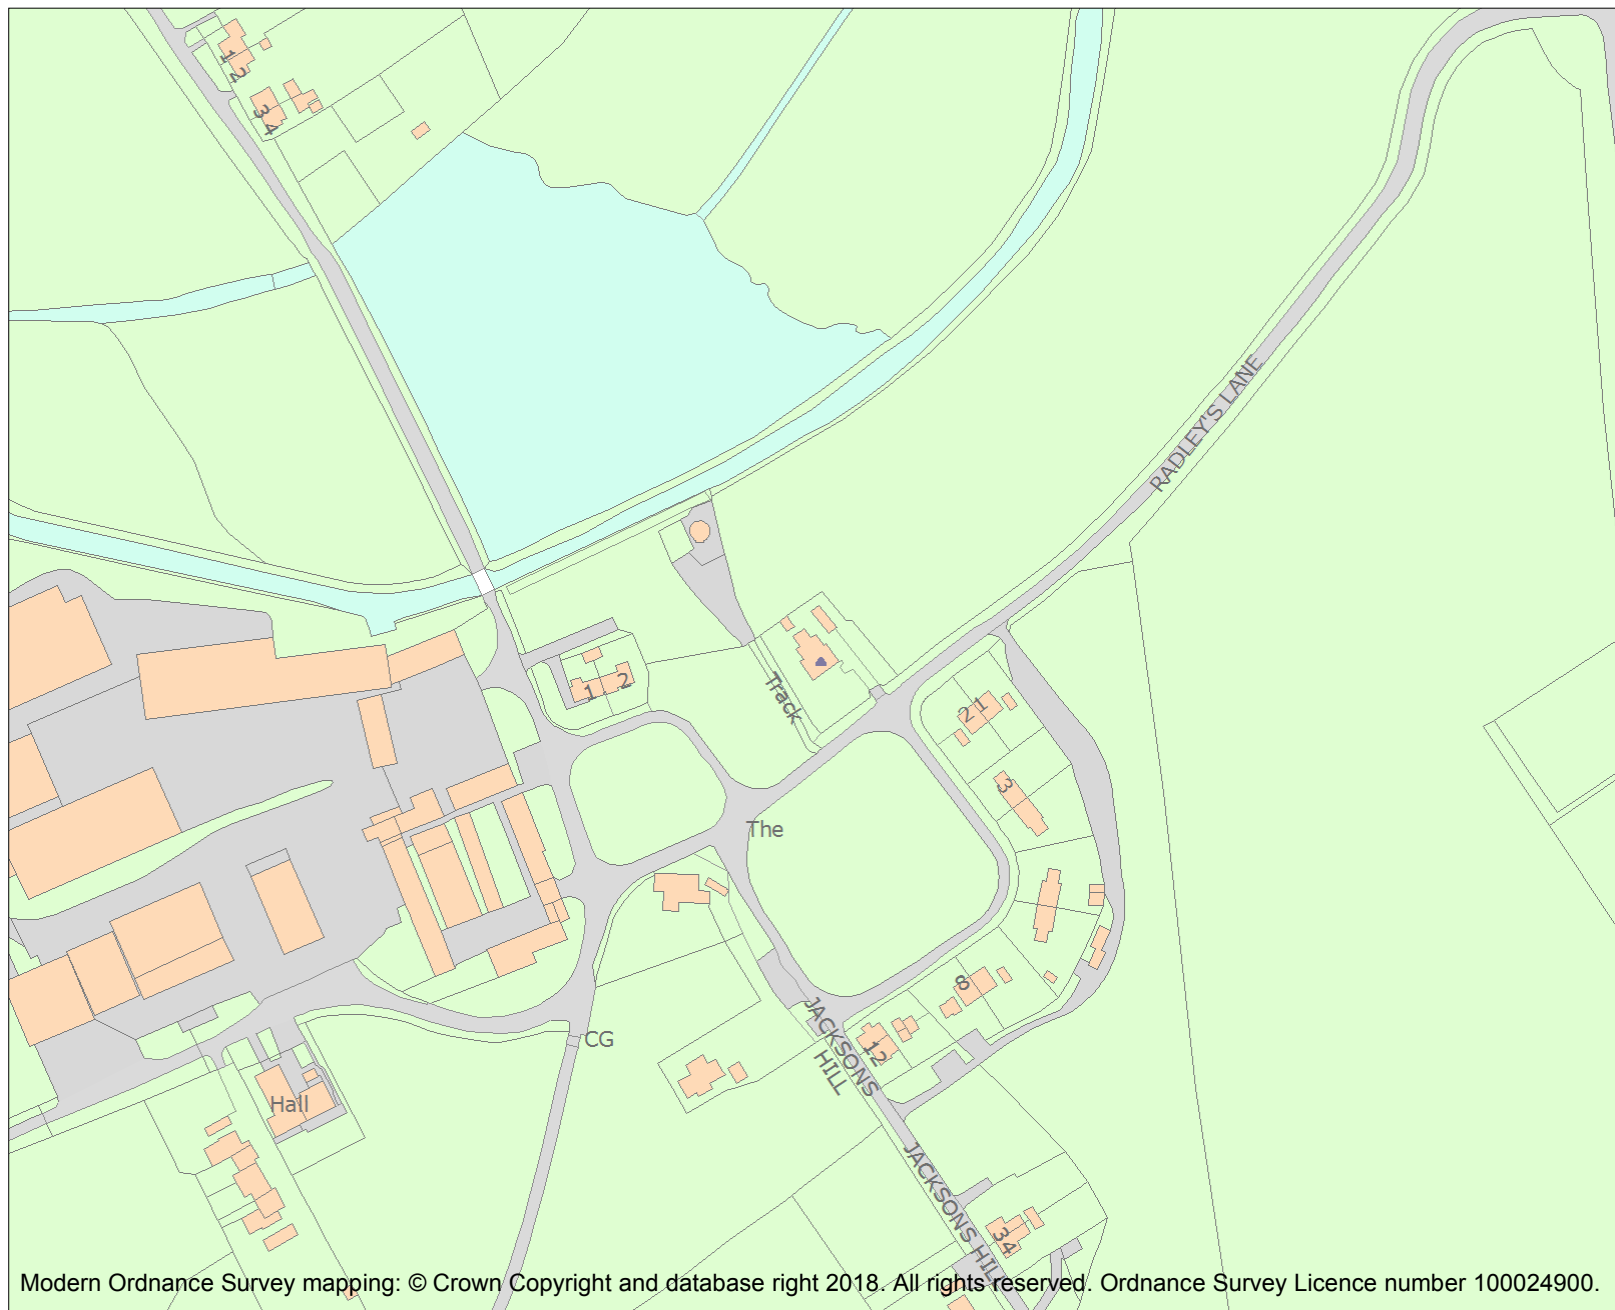 1
2
3 4
RADLEY'S LANE
1
2
Track
2 1
3
The
8
CG
JACKSONS
HILL
12
Hall
JACKSONS HILL
34
Modern Ordnance Survey mapping: © Crown Copyright and database right 2018. All rights reserved. Ordnance Survey Licence number 100024900.